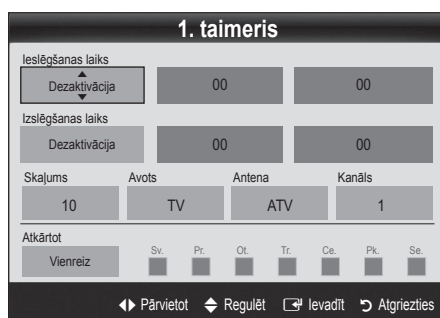 1. taimeris
Ieslēgšanas laiks
Dezaktivācija 00 00
Izslēgšanas laiks
Dezaktivācija 00 00
Skaļums Avots Antena Kanāls
10 TV ATV 1
Atkārtot
Vienreiz Sv. Pr. Ot. Tr. Ce. Pk. Se.
Pārvietot Regulēt Ievadīt Atgriezties